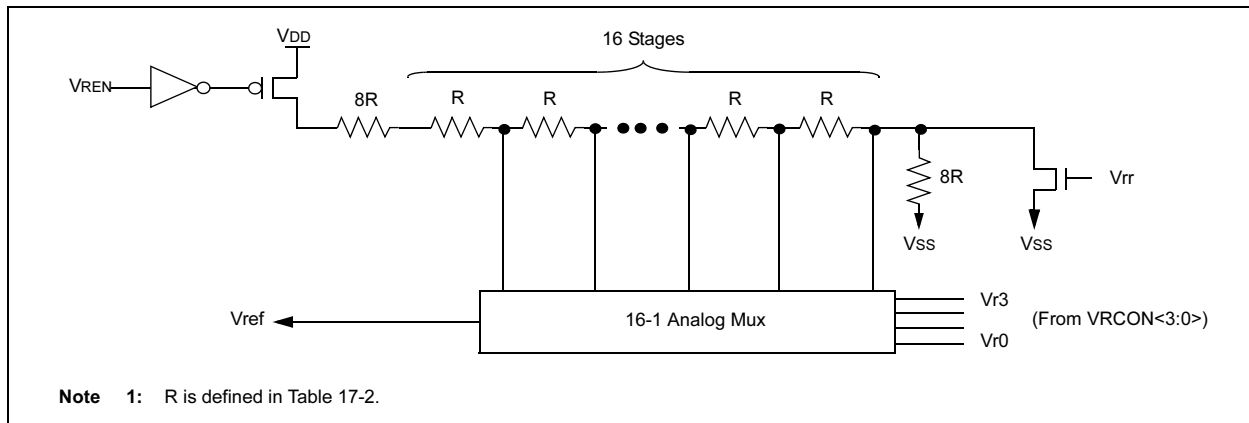 VDD
16 Stages
VREN
8R
R
R
R
R
8R
Vrr
VSS
VSS
Vr3
Vref
16-1 Analog Mux
(From VRCON<3:0>)
Vr0
Note 1: R is defined in Table 17-2.